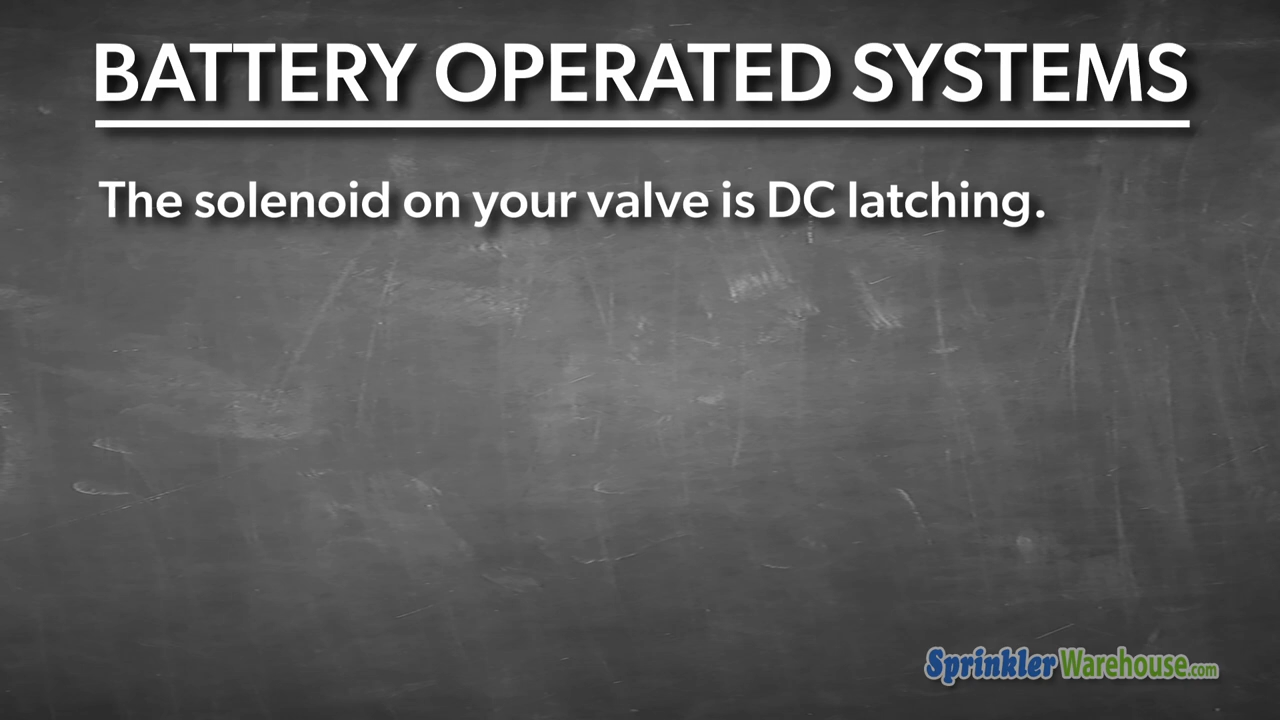 BATTERY OPERATED SYSTEMS
The solenoid on your valve is DC latching.
SprinklerWarehouse.com